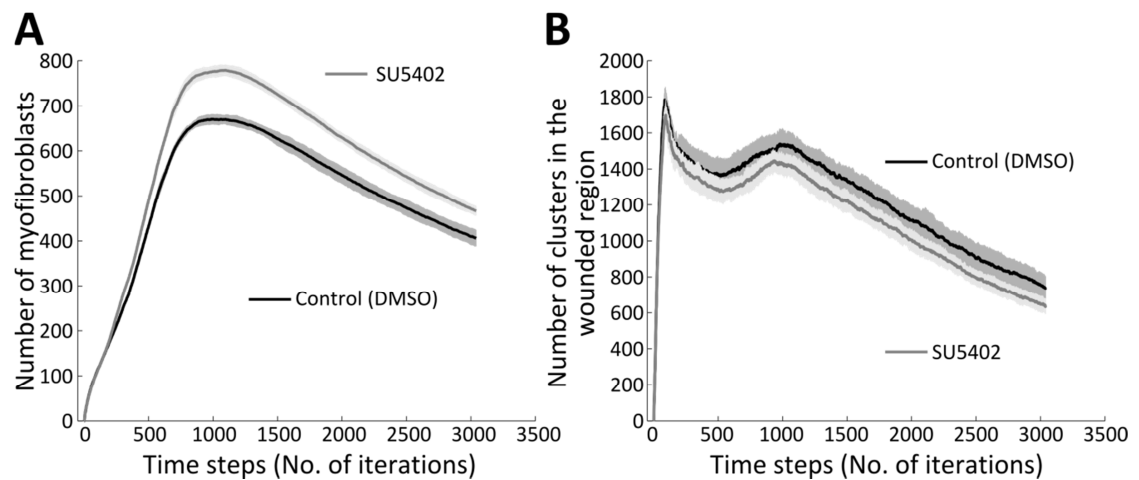 A
B
800
700
600
500
400
300
200
100
0
Number of myofibroblasts
SU5402
Control (DMSO)
0 500 1000 1500 2000 2500 3000 3500
Time steps (No. of iterations)
2000
1800
1600
1400
1200
1000
800
600
400
200
0
Number of clusters in the
wounded region
Control (DMSO)
SU5402
0 500 1000 1500 2000 2500 3000 3500
Time steps (No. of iterations)